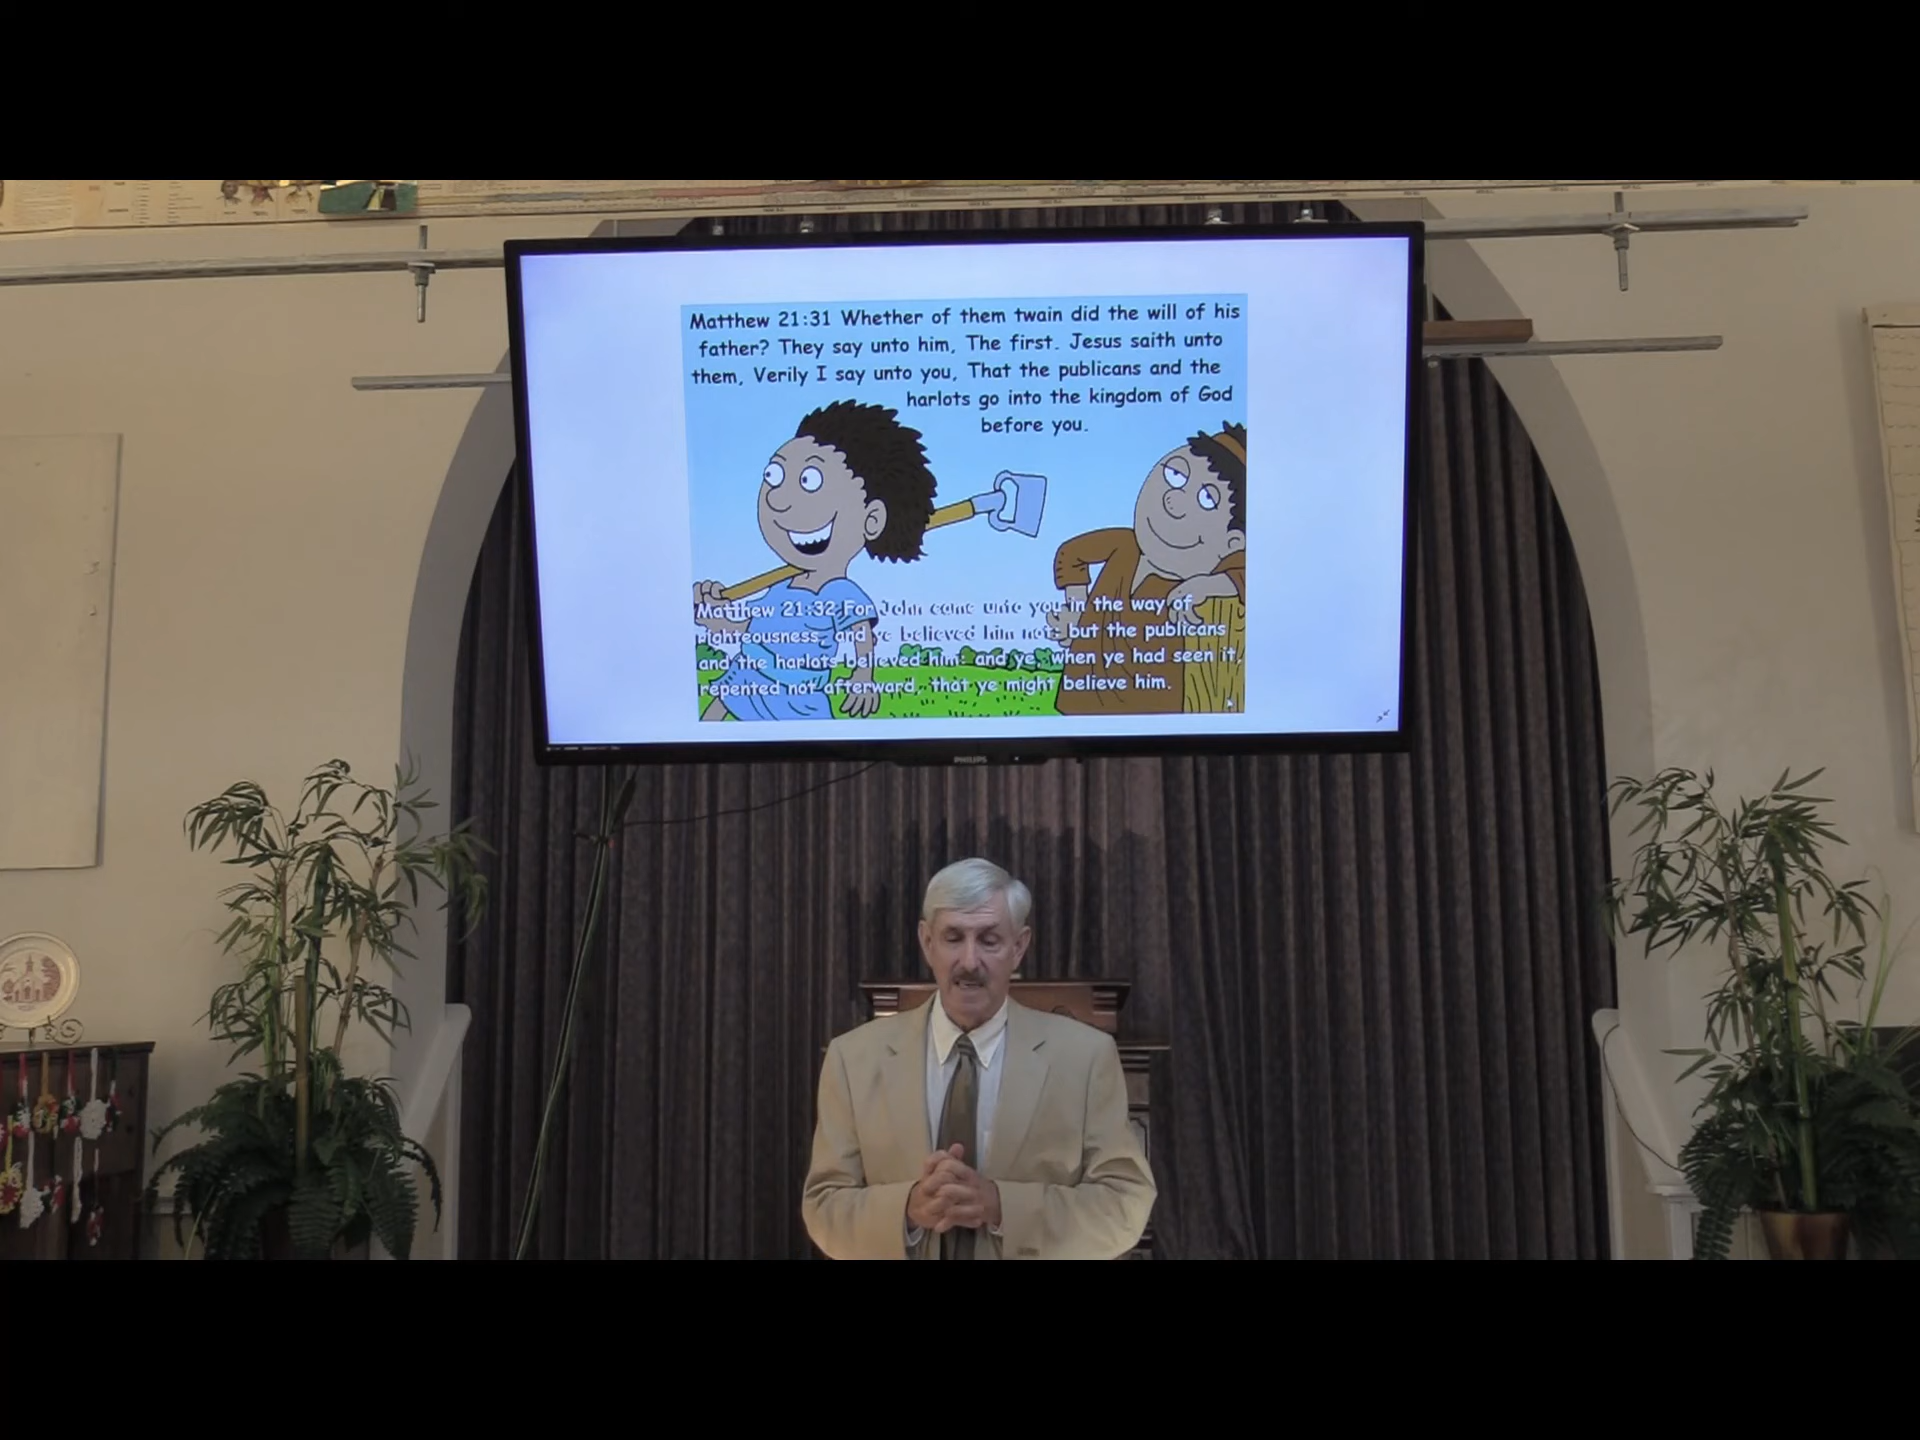 Matthew 21:31 Whether of them twain did the will of his
father? They say unto him, The first. Jesus saith unto
them, Verily I say unto you, That the publicans and the
harlots go into the kingdom of God
before you.
Matthew 21:32 For John came unto you in the way of
righteousness, and ye believed him not: but the publicans
and the harlots believed him: and ye, when ye had seen it,
repented not afterward, that ye might believe him.
PHILIPS